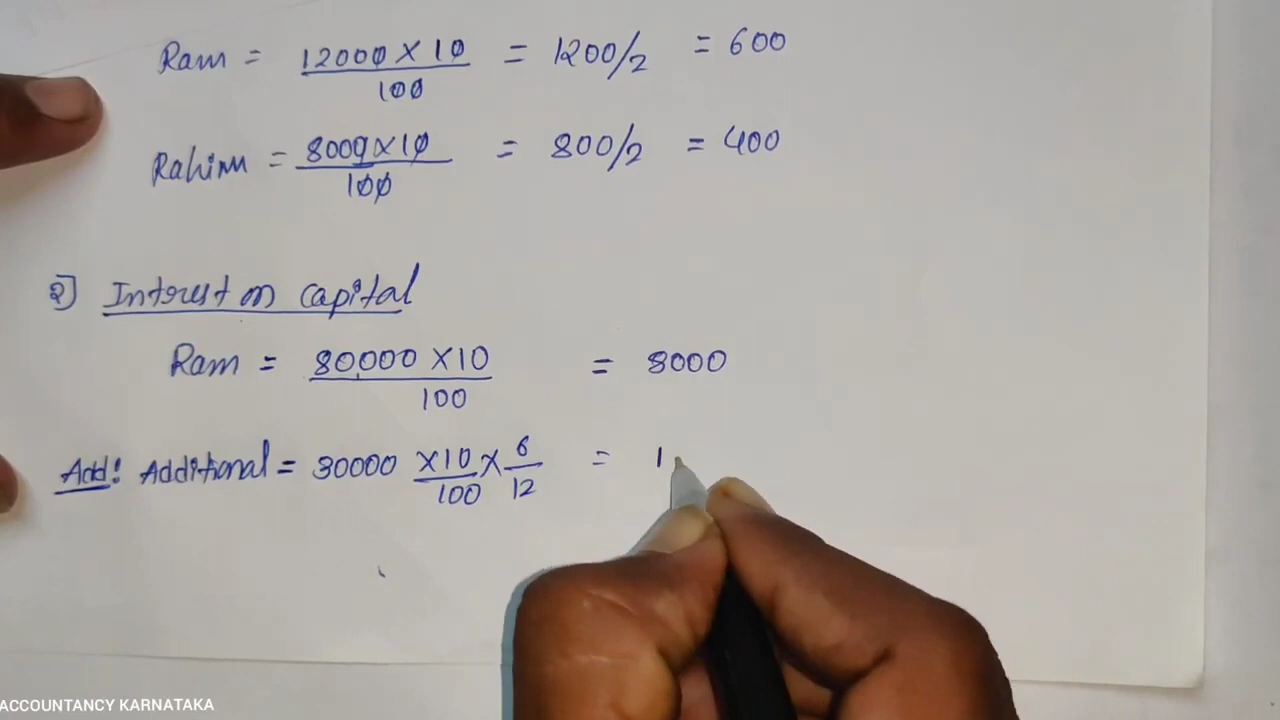 Ram = 12000 X 10 / 100 = 1200/2 = 600
Rahim = 8000 X 10 / 100 = 800/2 = 400
2] Interest on capital
Ram = 80,000 X 10 / 100 = 8000
Add: Additional = 30000 X 10 / 100 X 6 / 12 = 1
ACCOUNTANCY KARNATAKA